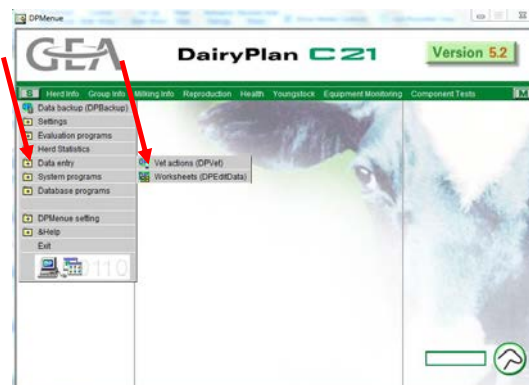 DPMenue
GEA DairyPlan C21 Version 5.2
S Herd Info Group Info Milking Info Reproduction Health Youngstock Equipment Monitoring Component Tests M
Data backup (DPBackup)
Settings
Evaluation programs
Herd Statistics
Data entry
Vet actions (DPVet)
System programs
Worksheets (DPEditData)
Database programs
DPMenue setting
&Help
Exit
0110